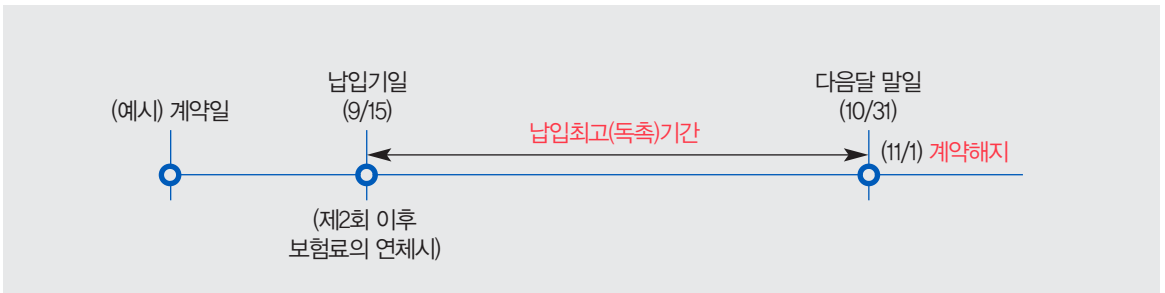 (예시) 계약일
납입기일
(9/15)
납입최고(독촉)기간
다음달 말일
(10/31)
(11/1) 계약해지
(제2회 이후
보험료의 연체시)